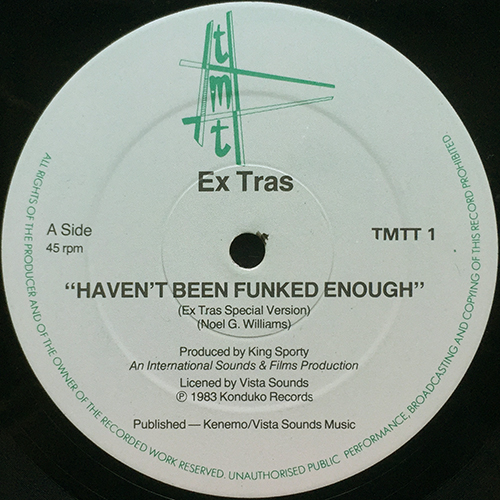 tmt
Ex Tras
A Side
45 rpm
TMTT 1
"HAVEN'T BEEN FUNKED ENOUGH"
(Ex Tras Special Version)
(Noel G. Williams)
Produced by King Sporty
An International Sounds & Films Production
Licened by Vista Sounds
℗ 1983 Konduko Records
Published — Kenemo/Vista Sounds Music
ALL RIGHTS OF THE PRODUCER AND OF THE OWNER OF THE RECORDED WORK RESERVED. UNAUTHORISED PUBLIC PERFORMANCE, BROADCASTING AND COPYING OF THIS RECORD PROHIBITED.